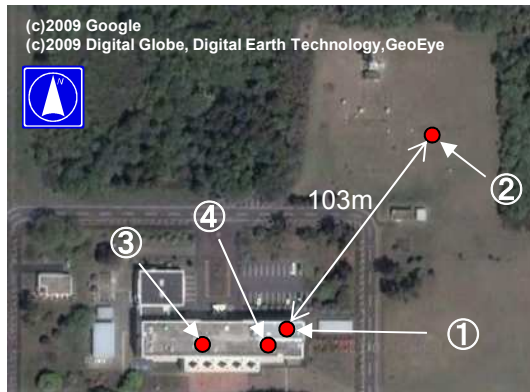 (c)2009 Google
(c)2009 Digital Globe, Digital Earth Technology,GeoEye
②
103m
④
③
①